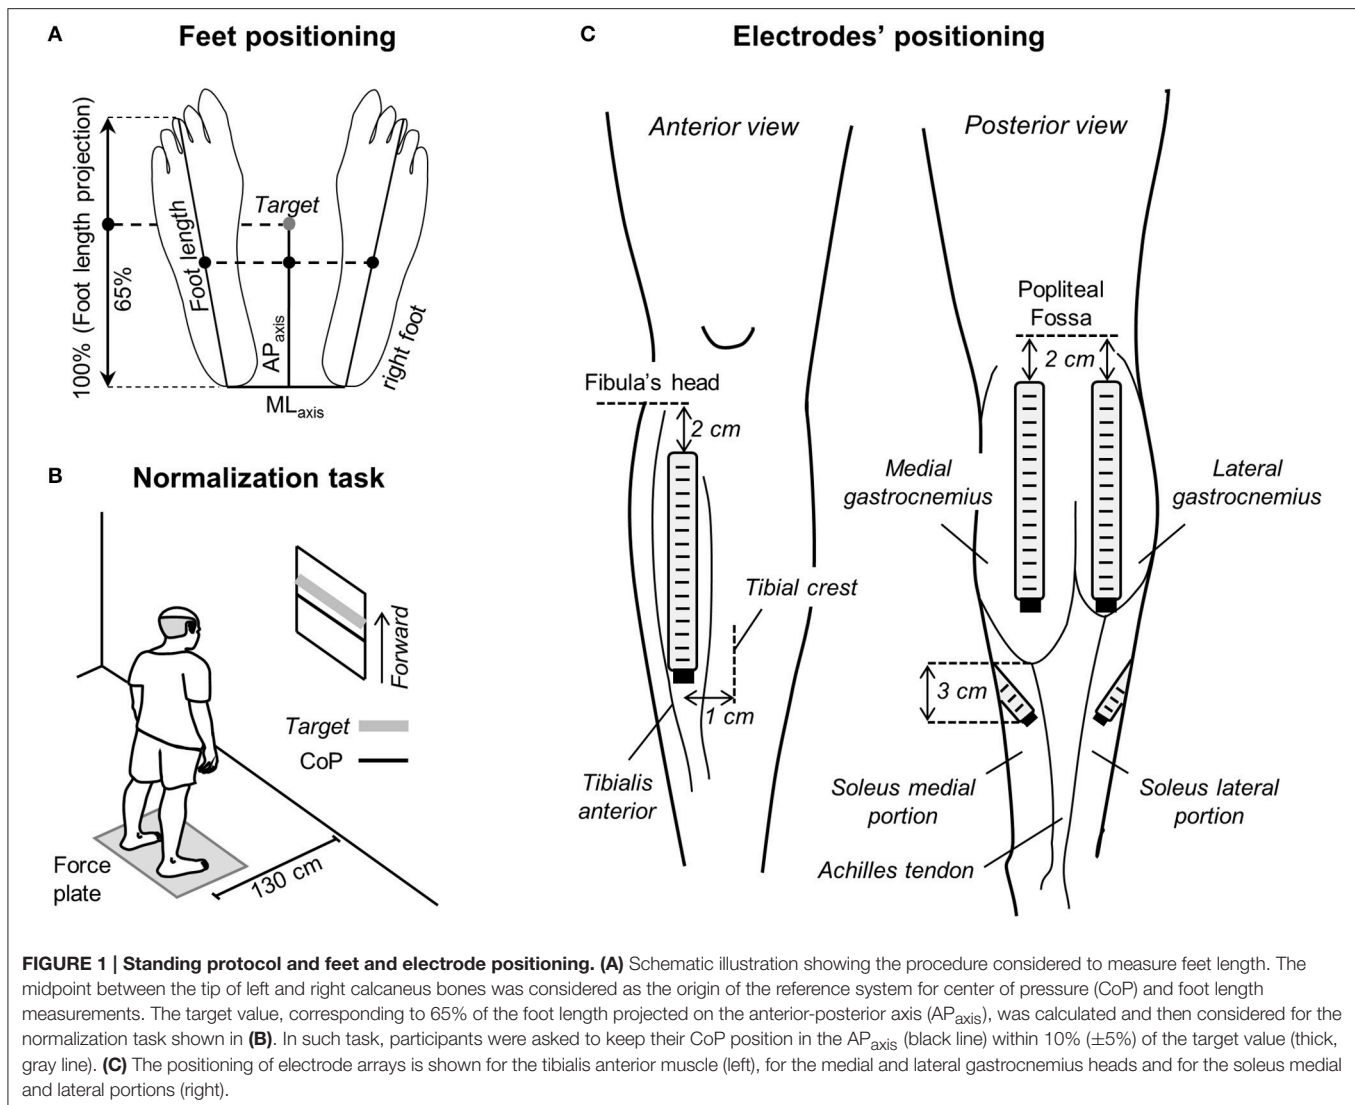 A
Feet positioning
100% (Foot length projection)
65%
Foot length
Target
AP axis
ML axis
right foot
B
Normalization task
Forward
Target
CoP
Force
plate
130 cm
C
Electrodes' positioning
Anterior view
Posterior view
Popliteal
Fossa
2 cm
Fibula's head
2 cm
Medial
gastrocnemius
Lateral
gastrocnemius
Tibial crest
3 cm
1 cm
Tibialis
anterior
Soleus medial
portion
Soleus lateral
portion
Achilles tendon
FIGURE 1 | Standing protocol and feet and electrode positioning. (A) Schematic illustration showing the procedure considered to measure feet length. The
midpoint between the tip of left and right calcaneus bones was considered as the origin of the reference system for center of pressure (CoP) and foot length
measurements. The target value, corresponding to 65% of the foot length projected on the anterior-posterior axis (APaxis), was calculated and then considered for the
normalization task shown in (B). In such task, participants were asked to keep their CoP position in the APaxis (black line) within 10% (±5%) of the target value (thick,
gray line). (C) The positioning of electrode arrays is shown for the tibialis anterior muscle (left), for the medial and lateral gastrocnemius heads and for the soleus medial
and lateral portions (right).